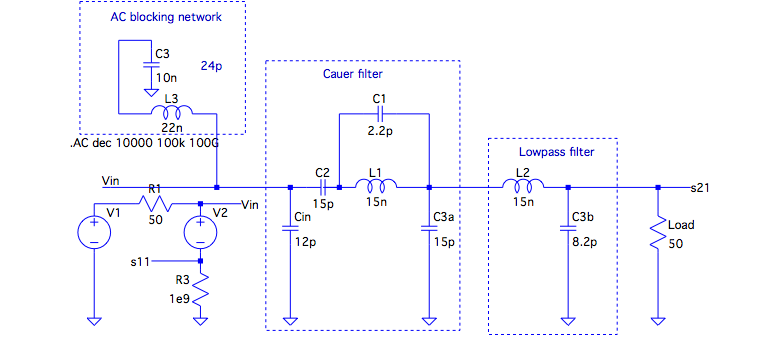 AC blocking network
C3
24p
10n
L3
22n
.AC dec 10000 100k 100G
Cauer filter
C1
2.2p
C2
15p
L1
15n
Cin
12p
C3a
15p
Lowpass filter
L2
15n
C3b
8.2p
s21
Load
50
Vin
R1
50
V1
V2
Vin
s11
R3
1e9
+
−
+
−